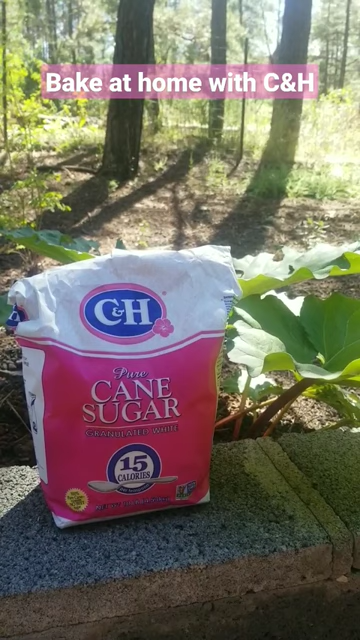 Bake at home with C&H
C&H
Pure
CANE
SUGAR
GRANULATED WHITE
15
CALORIES